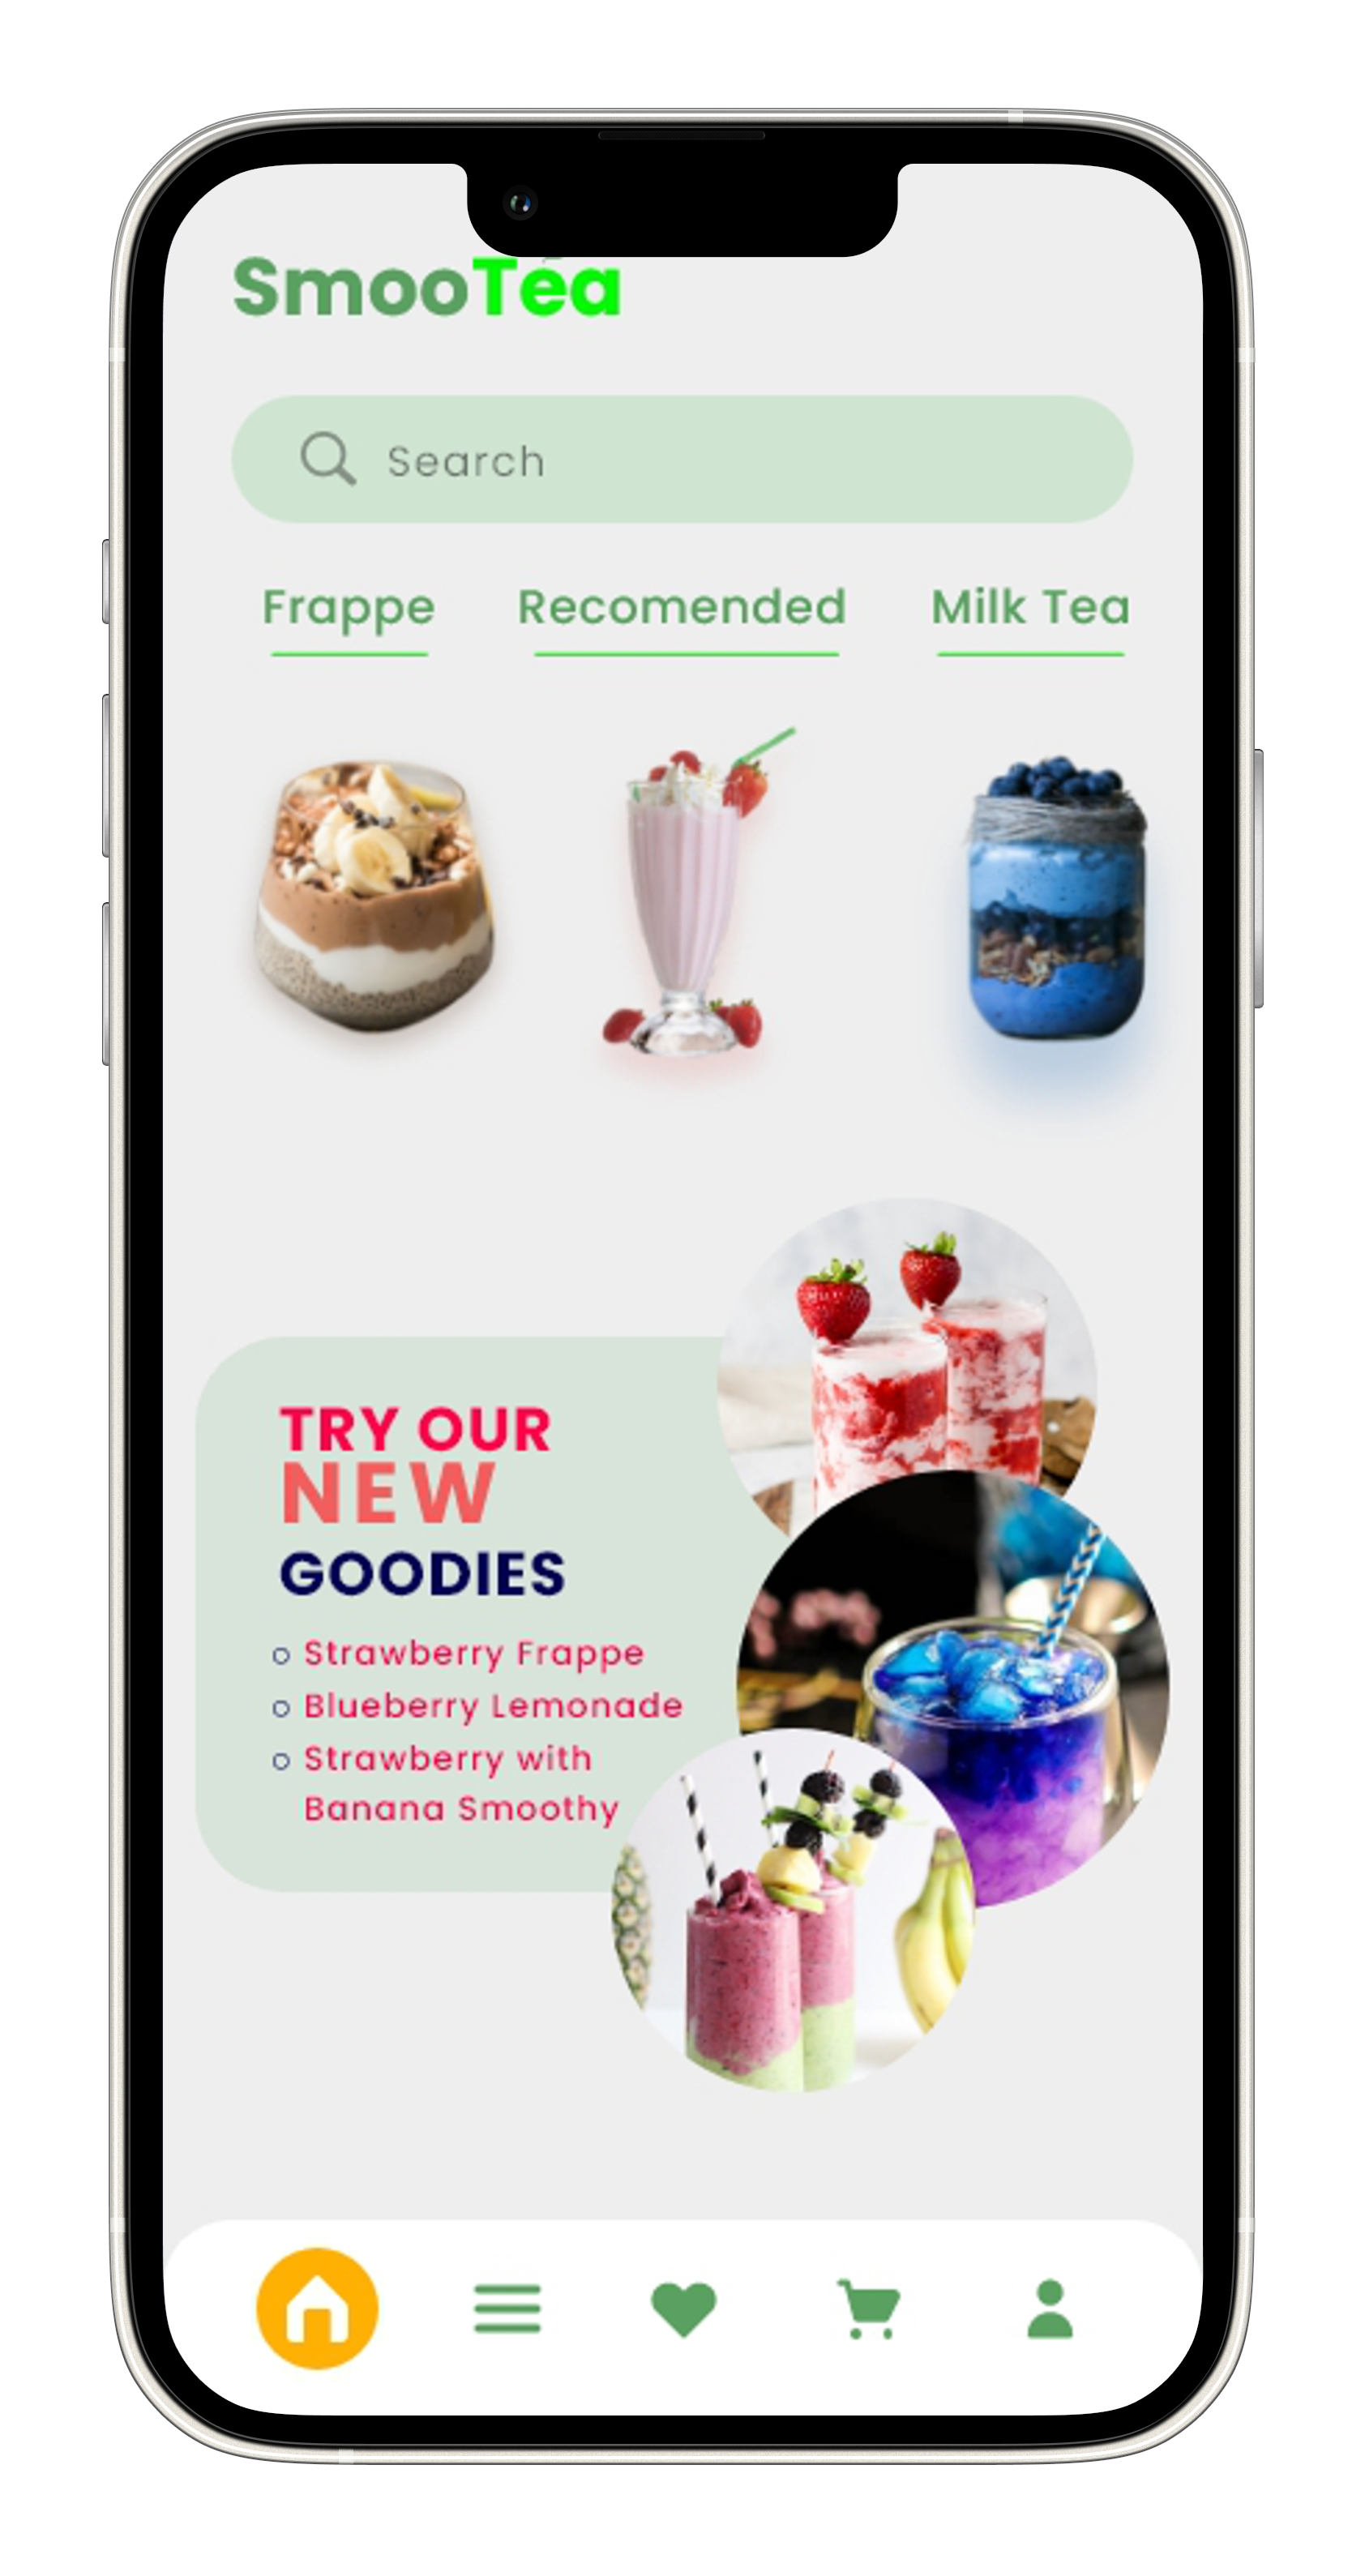 SmooTea
Search
Frappe
Recomended
Milk Tea
TRY OUR
NEW
GOODIES
Strawberry Frappe
Blueberry Lemonade
Strawberry with
Banana Smoothy